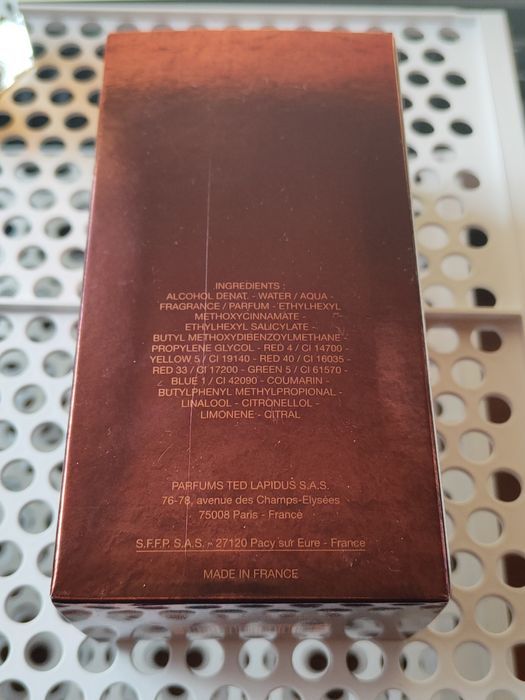 INGREDIENTS :
ALCOHOL DENAT. - WATER / AQUA -
FRAGRANCE / PARFUM - ETHYLHEXYL
METHOXYCINNAMATE -
ETHYLHEXYL SALICYLATE -
BUTYL METHOXYDIBENZOYLMETHANE -
PROPYLENE GLYCOL - RED 4 / CI 14700 -
YELLOW 5 / CI 19140 - RED 40 / CI 16035 -
RED 33 / CI 17200 - GREEN 5 / CI 61570 -
BLUE 1 / CI 42090 - COUMARIN -
BUTYLPHENYL METHYLPROPIONAL -
LINALOOL - CITRONELLOL -
LIMONENE - CITRAL
PARFUMS TED LAPIDUS S.A.S.
76-78, avenue des Champs-Elysées
75008 Paris - France
S.F.F.P. S.A.S. - 27120 Pacy sur Eure - France
MADE IN FRANCE